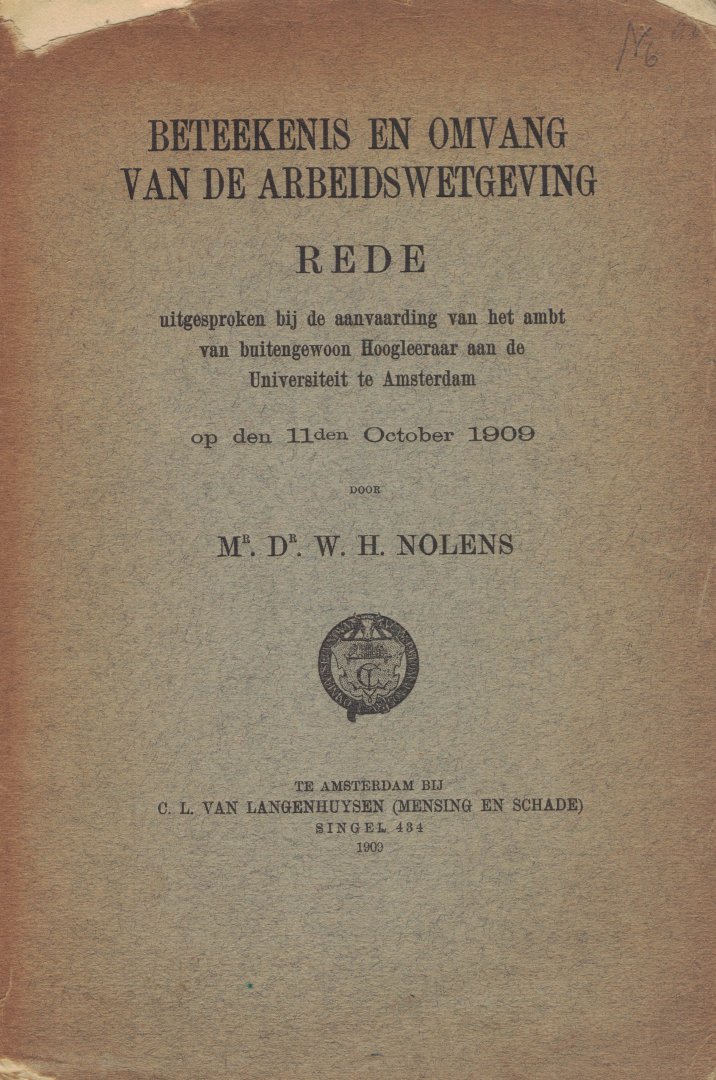 BETEEKENIS EN OMVANG
VAN DE ARBEIDSWETGEVING
REDE
uitgesproken bij de aanvaarding van het ambt
van buitengewoon Hoogleeraar aan de
Universiteit te Amsterdam
op den 11den October 1909
DOOR
MR. DR. W. H. NOLENS
TE AMSTERDAM BIJ
C. L. VAN LANGENHUYSEN (MENSING EN SCHADE)
SINGEL 434
1909